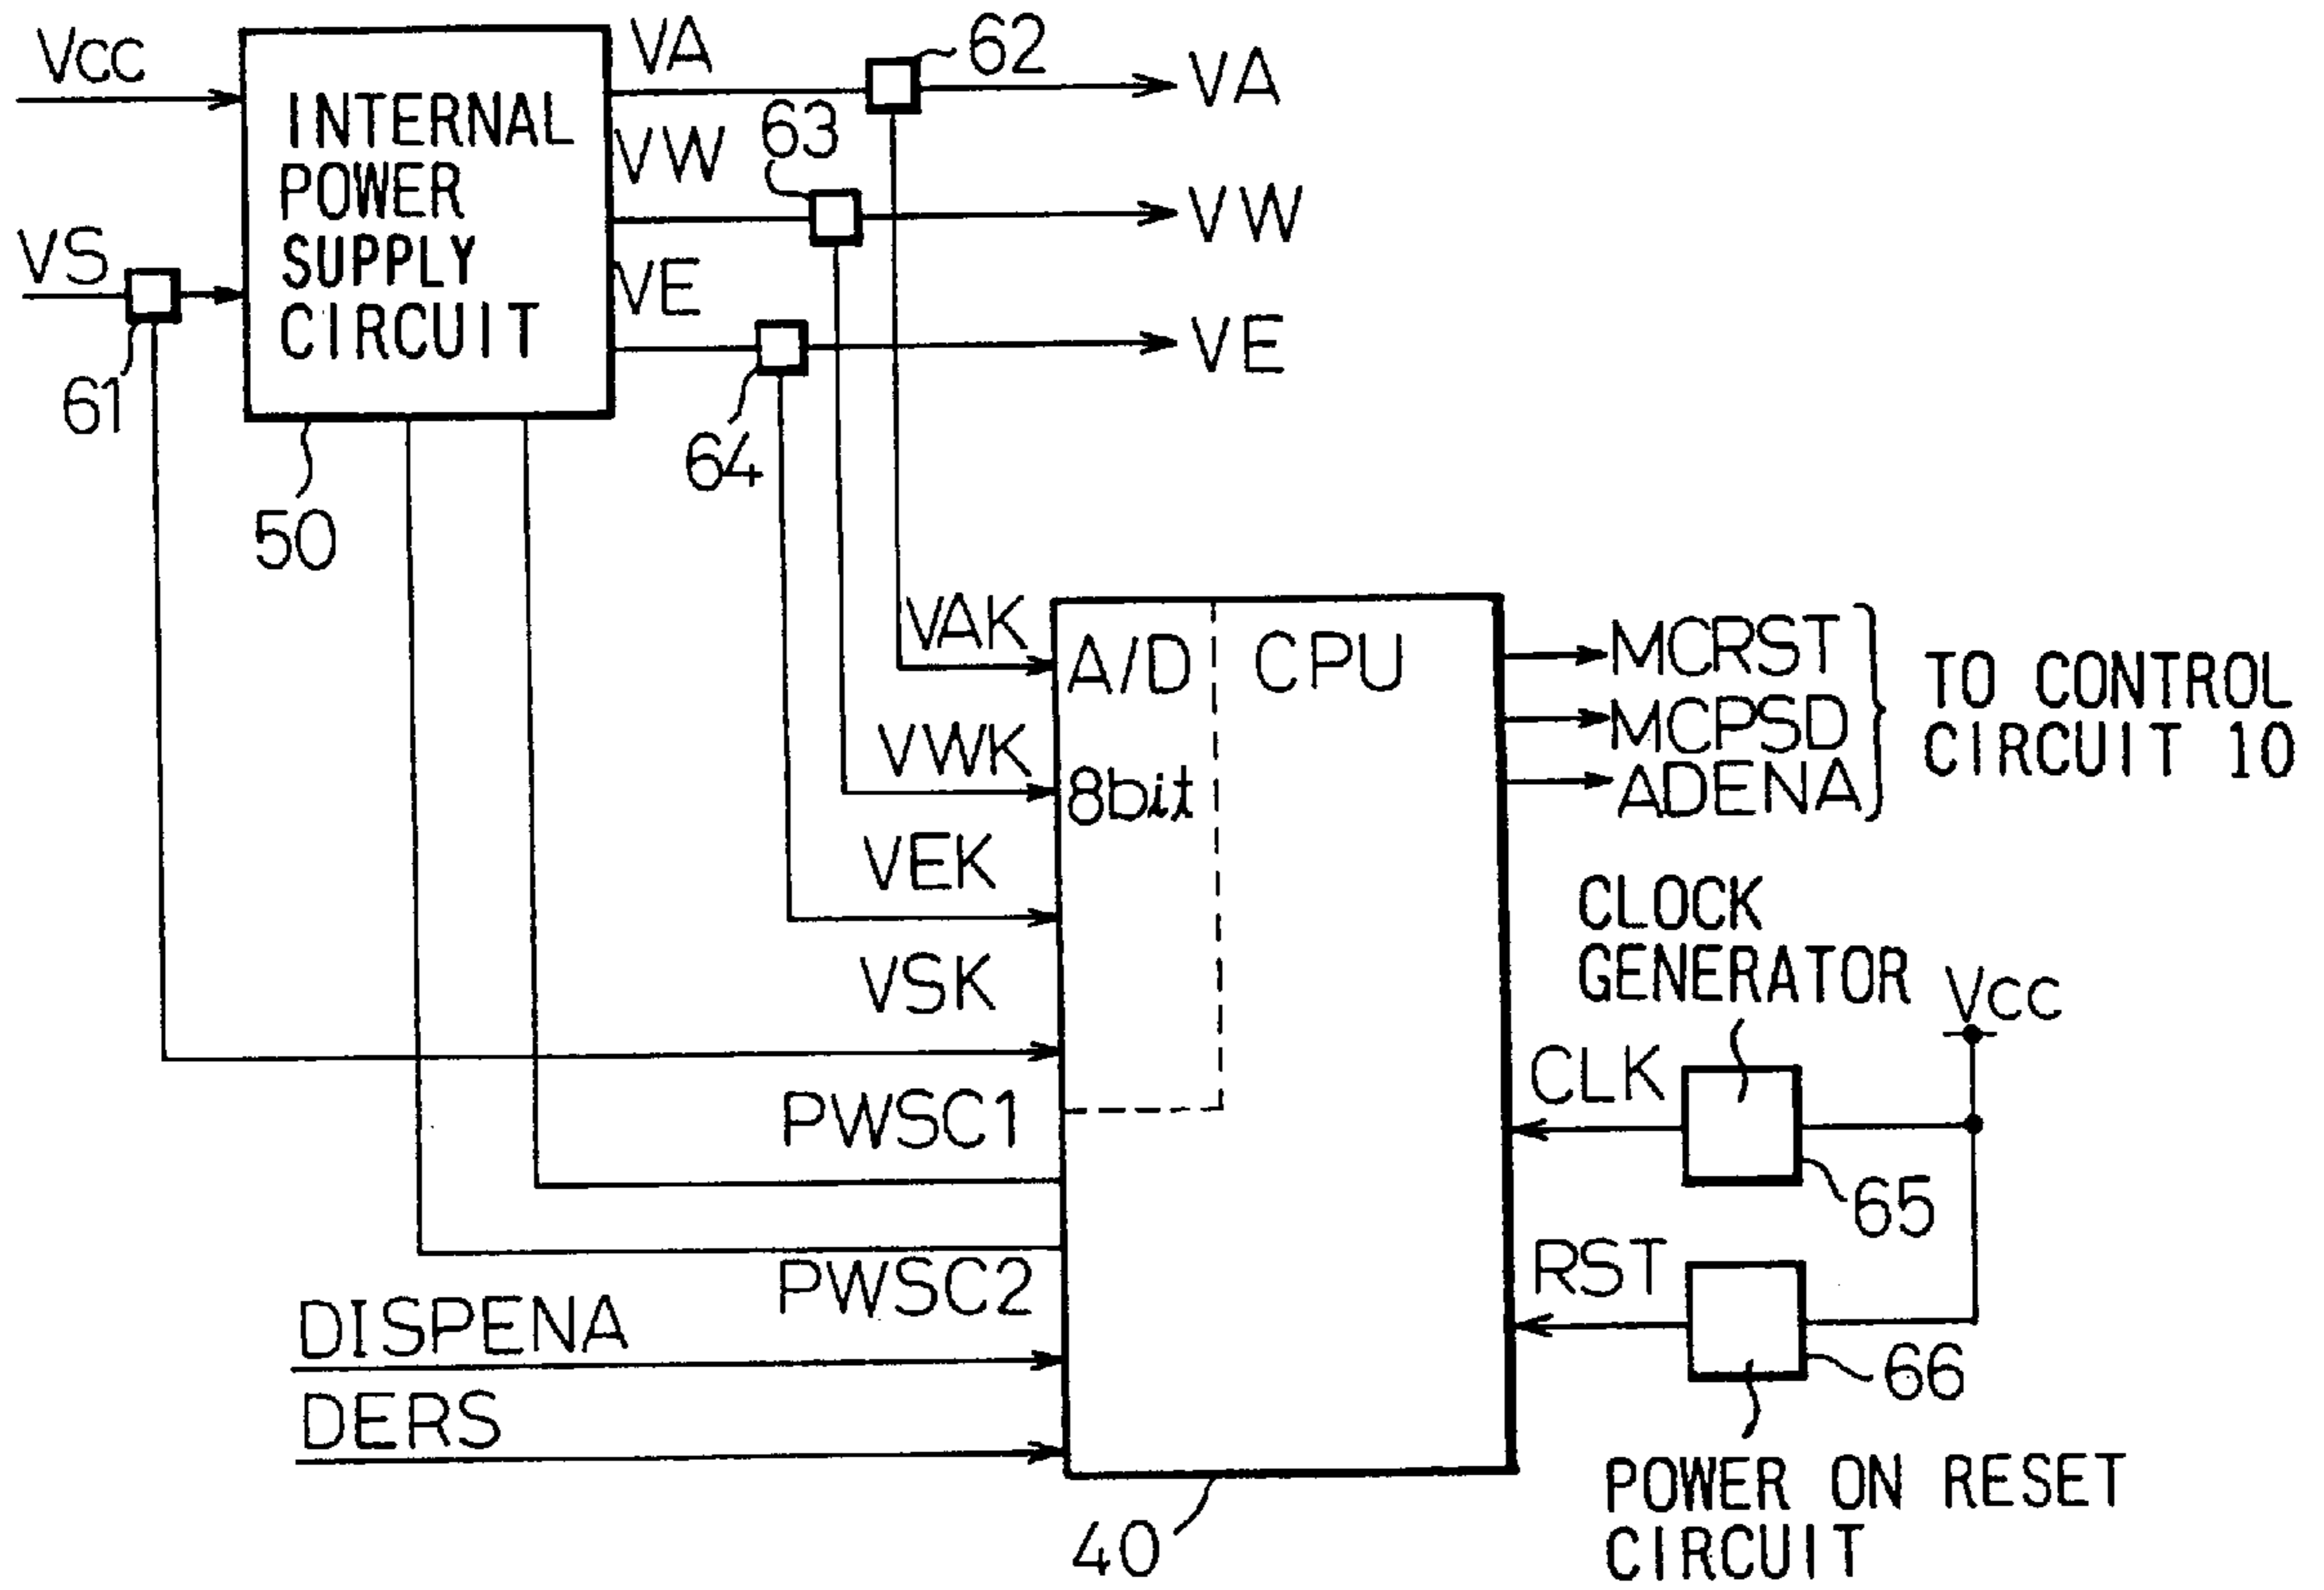 Vcc
INTERNAL
POWER
SUPPLY
CIRCUIT
VS
61
50
VA
62
VA
VW
63
VW
VE
64
VE
VAK
A/D
CPU
VWK
8bit
VEK
VSK
PWSC1
PWSC2
DISPENA
DERS
40
MCRST
MCPSD
ADENA
TO CONTROL
CIRCUIT 10
CLOCK
GENERATOR
Vcc
CLK
65
RST
66
POWER ON RESET
CIRCUIT